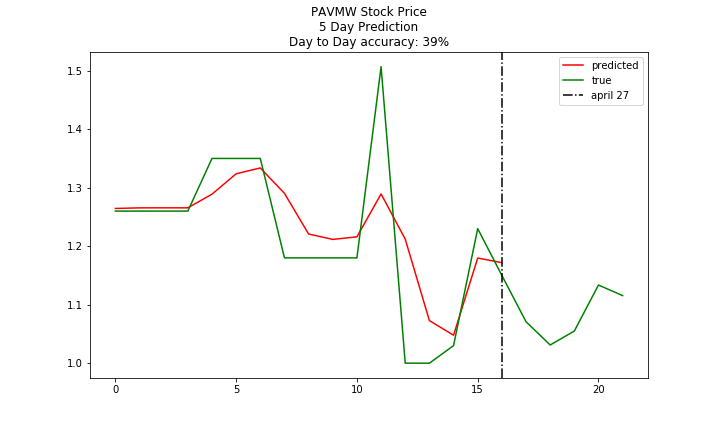 PAVMW Stock Price
5 Day Prediction
Day to Day accuracy: 39%
predicted
true
april 27
1.5
1.4
1.3
1.2
1.1
1.0
0 5 10 15 20